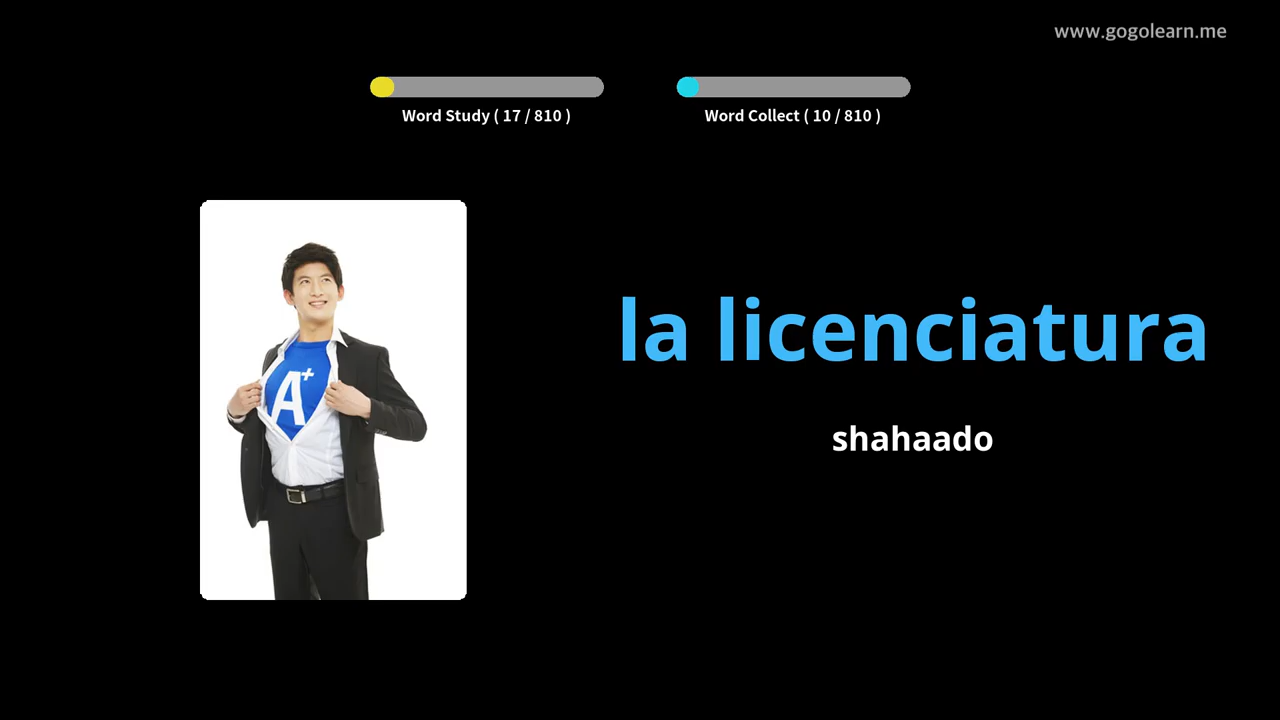 www.gogolearn.me
Word Study ( 17 / 810 )
Word Collect ( 10 / 810 )
A+
la licenciatura
shahaado